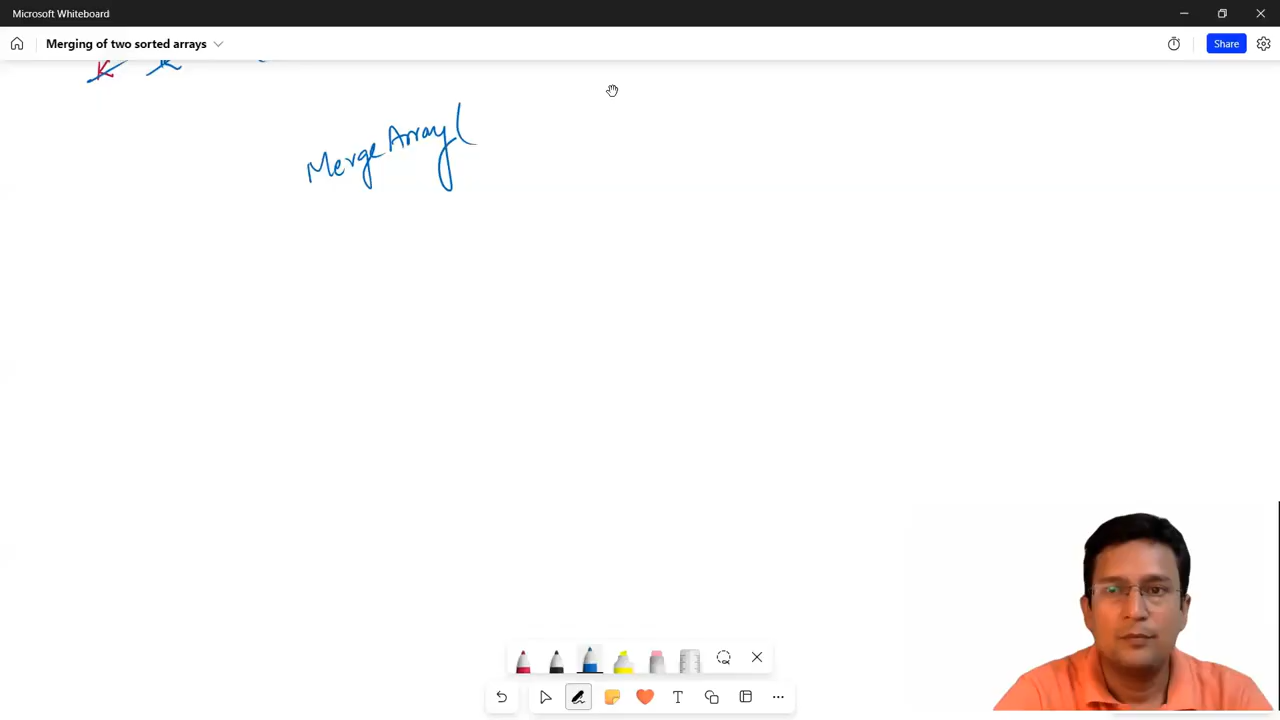 Microsoft Whiteboard
Merging of two sorted arrays
Share
K K
MergeArray(
T